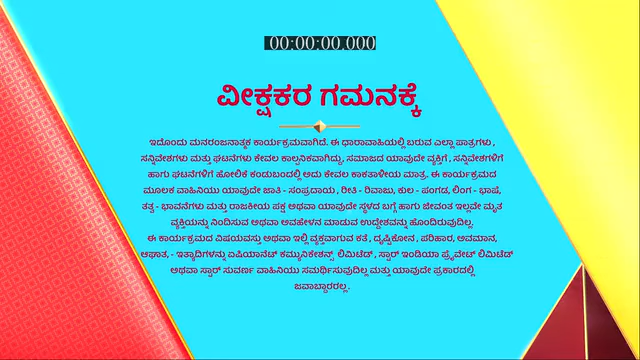 00:00:00.000
ವೀಕ್ಷಕರ ಗಮನಕ್ಕೆ
ಇದೊಂದು ಮನರಂಜನಾತ್ಮಕ ಕಾರ್ಯಕ್ರಮವಾಗಿದೆ. ಈ ಧಾರಾವಾಹಿಯಲ್ಲಿ ಬರುವ ಎಲ್ಲಾ ಪಾತ್ರಗಳು ,
ಸನ್ನಿವೇಶಗಳು ಮತ್ತು ಘಟನೆಗಳು ಕೇವಲ ಕಾಲ್ಪನಿಕವಾಗಿದ್ದು, ಸಮಾಜದ ಯಾವುದೇ ವ್ಯಕ್ತಿಗೆ , ಸನ್ನಿವೇಶಗಳಿಗೆ
ಹಾಗು ಘಟನೆಗಳಿಗೆ ಹೋಲಿಕೆ ಕಂಡುಬಂದಲ್ಲಿ ಅದು ಕೇವಲ ಕಾಕತಾಳೀಯ ಮಾತ್ರ. ಈ ಕಾರ್ಯಕ್ರಮದ
ಮೂಲಕ ವಾಹಿನಿಯು ಯಾವುದೇ ಜಾತಿ - ಸಂಪ್ರದಾಯ , ರೀತಿ - ರಿವಾಜು, ಕುಲ - ಪಂಗಡ, ಲಿಂಗ - ಭಾಷೆ,
ತತ್ವ - ಭಾವನೆಗಳು ಮತ್ತು ರಾಜಕೀಯ ಪಕ್ಷ ಅಥವಾ ಯಾವುದೇ ಸ್ಥಳದ ಬಗ್ಗೆ ಹಾಗು ಜೀವಂತ ಇಲ್ಲವೇ ಮೃತ
ವ್ಯಕ್ತಿಯನ್ನು ನಿಂದಿಸುವ ಅಥವಾ ಅವಹೇಳನ ಮಾಡುವ ಉದ್ದೇಶವನ್ನು ಹೊಂದಿರುವುದಿಲ್ಲ.
ಈ ಕಾರ್ಯಕ್ರಮದ ವಿಷಯವಸ್ತು ಅಥವಾ ಇಲ್ಲಿ ವ್ಯಕ್ತವಾಗುವ ಕತೆ , ದೃಷ್ಟಿಕೋನ , ಪರಿಹಾರ, ಅವಮಾನ,
ಆಘಾತ, - ಇತ್ಯಾದಿಗಳನ್ನು ಏಷಿಯಾನೆಟ್ ಕಮ್ಯುನಿಕೇಶನ್ಸ್ ಲಿಮಿಟೆಡ್ , ಸ್ಟಾರ್ ಇಂಡಿಯಾ ಪ್ರೈವೇಟ್ ಲಿಮಿಟೆಡ್
ಅಥವಾ ಸ್ಟಾರ್ ಸುವರ್ಣ ವಾಹಿನಿಯು ಸಮರ್ಥಿಸುವುದಿಲ್ಲ ಮತ್ತು ಯಾವುದೇ ಪ್ರಕಾರದಲ್ಲಿ
ಜವಾಬ್ದಾರರಲ್ಲ.